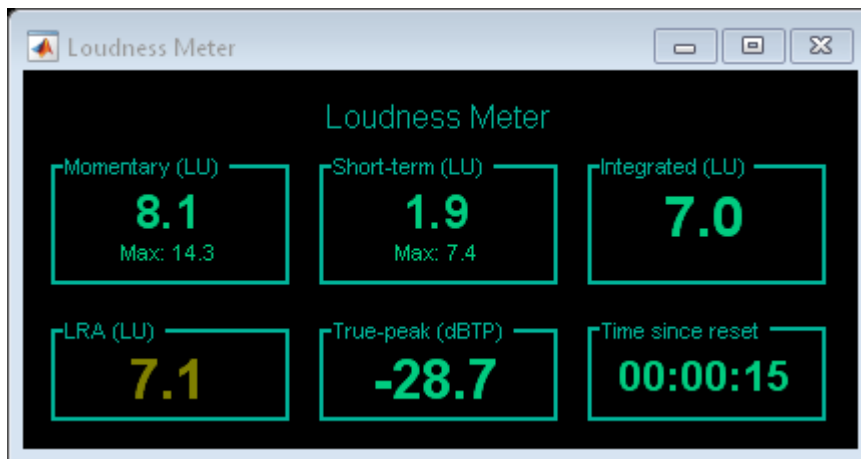 Loudness Meter
Loudness Meter
Momentary (LU)
8.1
Max: 14.3
Short-term (LU)
1.9
Max: 7.4
Integrated (LU)
7.0
LRA (LU)
7.1
True-peak (dBTP)
-28.7
Time since reset
00:00:15